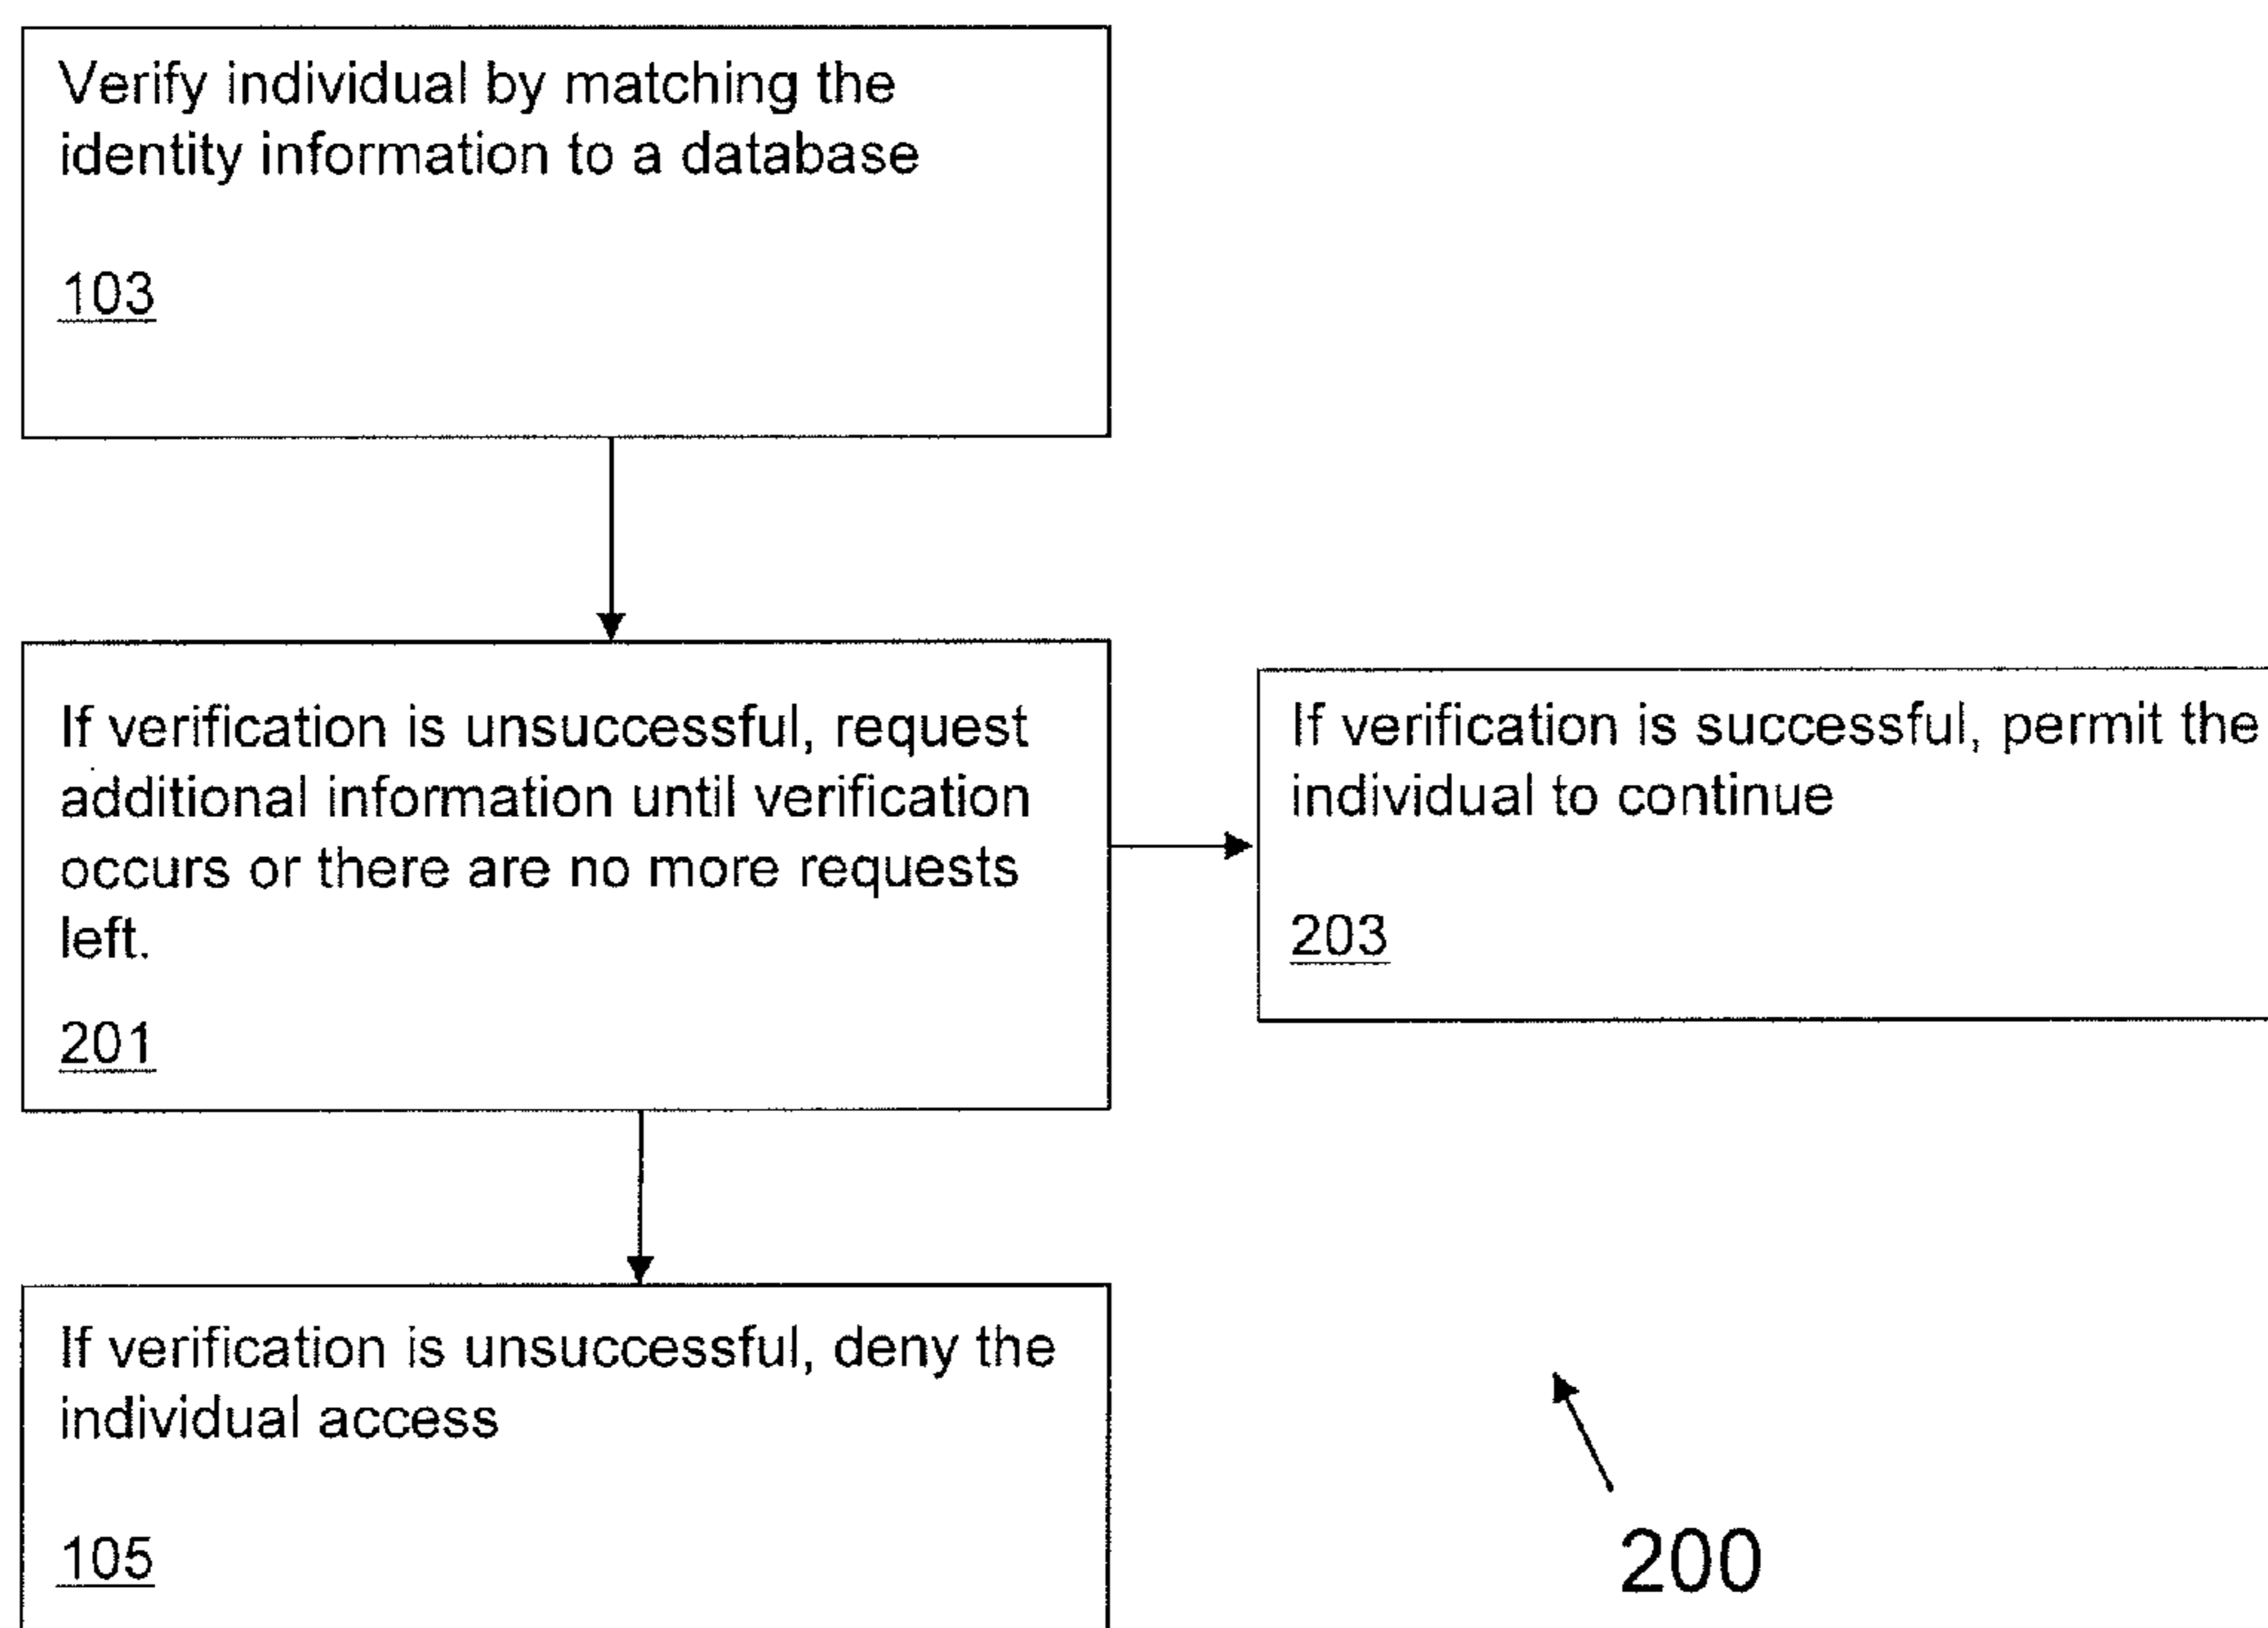 Verify individual by matching the
identity information to a database
103
If verification is unsuccessful, request
additional information until verification
occurs or there are no more requests
left.
201
If verification is successful, permit the
individual to continue
203
If verification is unsuccessful, deny the
individual access
105
200